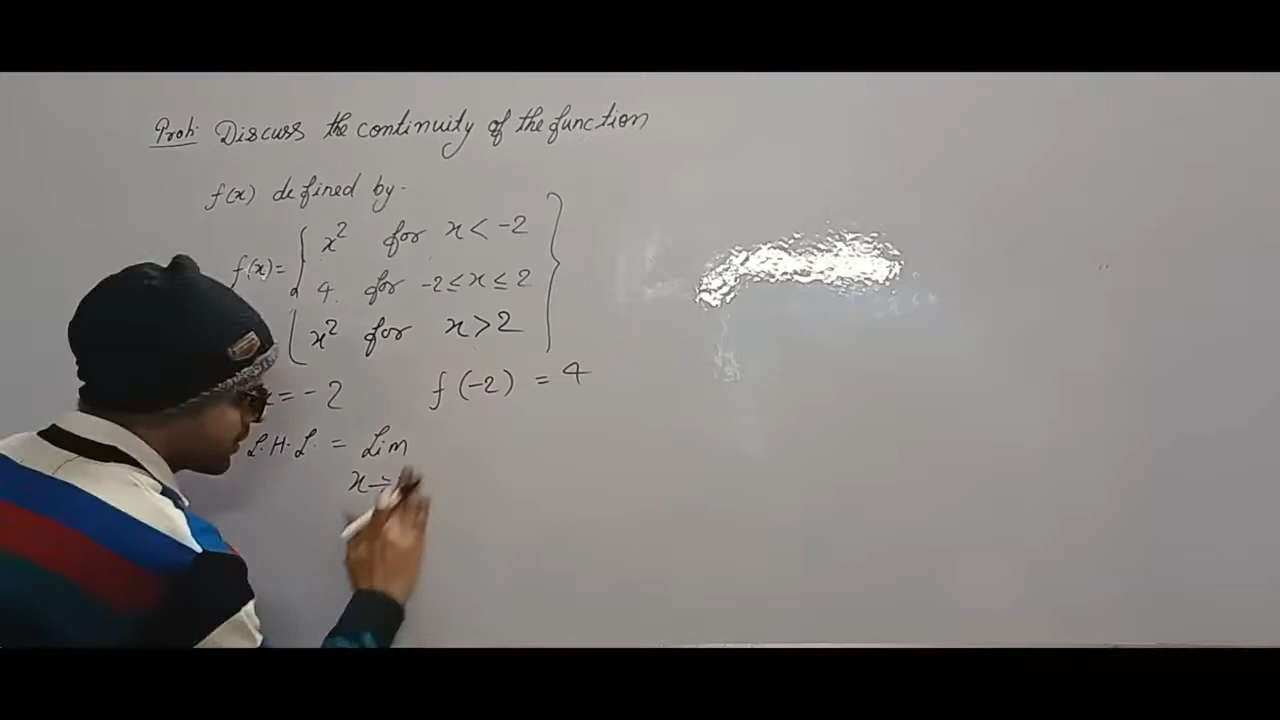 Prob: Discuss the continuity of the function
f(x) defined by.
x² for x < -2
f(x) = 4. for -2 ≤ x ≤ 2
x² for x > 2
x = -2 f(-2) = 4
L.H.L. = Lim
x →